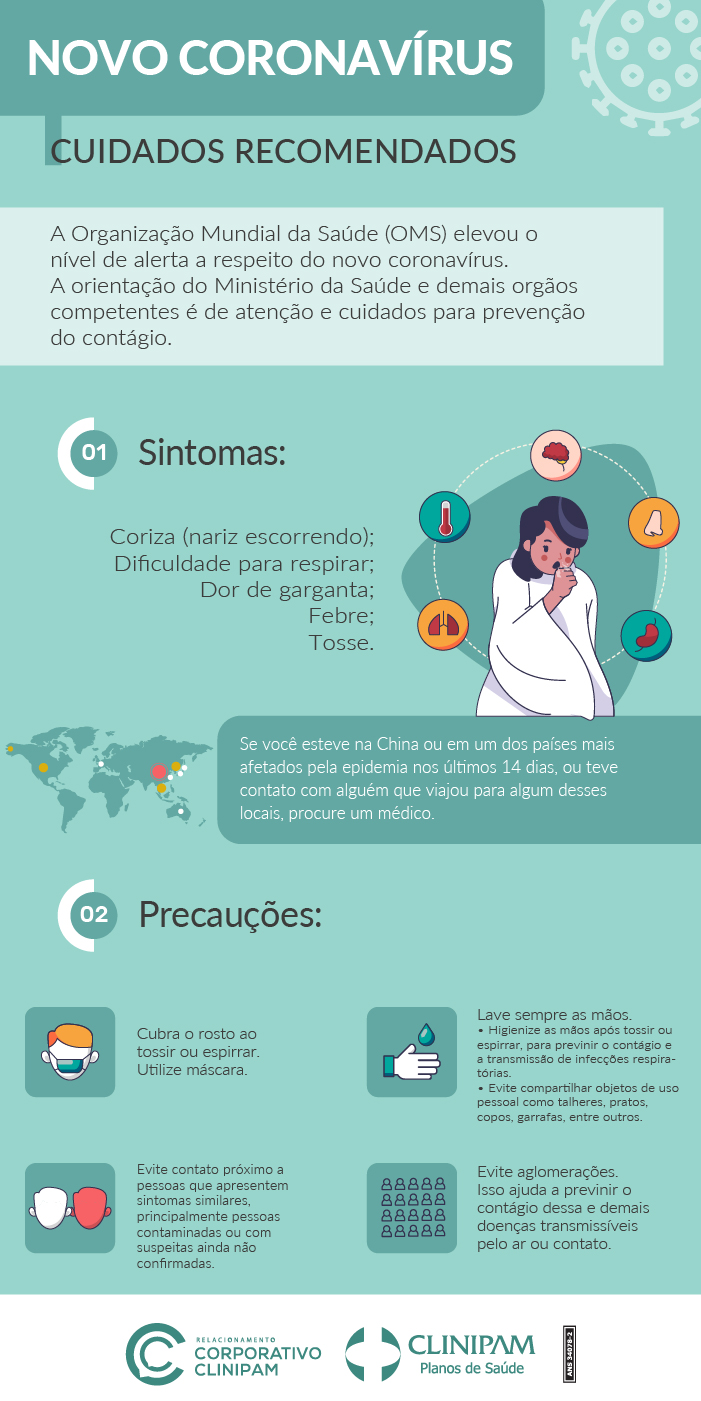 NOVO CORONAVÍRUS
CUIDADOS RECOMENDADOS
A Organização Mundial da Saúde (OMS) elevou o
nível de alerta a respeito do novo coronavírus.
A orientação do Ministério da Saúde e demais orgãos
competentes é de atenção e cuidados para prevenção
do contágio.
01
Sintomas:
Coriza (nariz escorrendo);
Dificuldade para respirar;
Dor de garganta;
Febre;
Tosse.
Se você esteve na China ou em um dos países mais
afetados pela epidemia nos últimos 14 dias, ou teve
contato com alguém que viajou para algum desses
locais, procure um médico.
02
Precauções:
Cubra o rosto ao
tossir ou espirrar.
Utilize máscara.
Lave sempre as mãos.
• Higienize as mãos após tossir ou
espirrar, para previnir o contágio e
a transmissão de infecções respira-
tórias.
• Evite compartilhar objetos de uso
pessoal como talheres, pratos,
copos, garrafas, entre outros.
Evite contato próximo a
pessoas que apresentem
sintomas similares,
principalmente pessoas
contaminadas ou com
suspeitas ainda não
confirmadas.
Evite aglomerações.
Isso ajuda a previnir o
contágio dessa e demais
doenças transmissíveis
pelo ar ou contato.
RELACIONAMENTO
CORPORATIVO
CLINIPAM
CLINIPAM
Planos de Saúde
ANS 34078-2